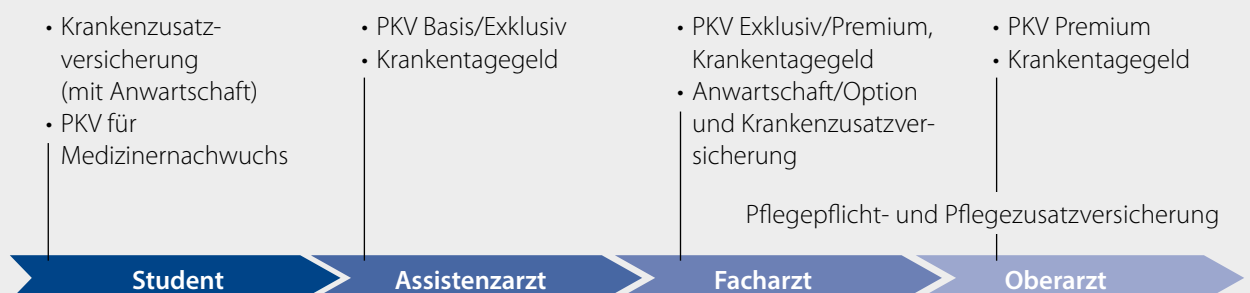 • Krankenzusatz-
versicherung
(mit Anwartschaft)
• PKV für
Medizinernachwuchs
• PKV Basis/Exklusiv
• Krankentagegeld
• PKV Exklusiv/Premium,
Krankentagegeld
• Anwartschaft/Option
und Krankenzusatzver-
sicherung
• PKV Premium
• Krankentagegeld
Pflegepflicht- und Pflegezusatzversicherung
Student
Assistenzarzt
Facharzt
Oberarzt